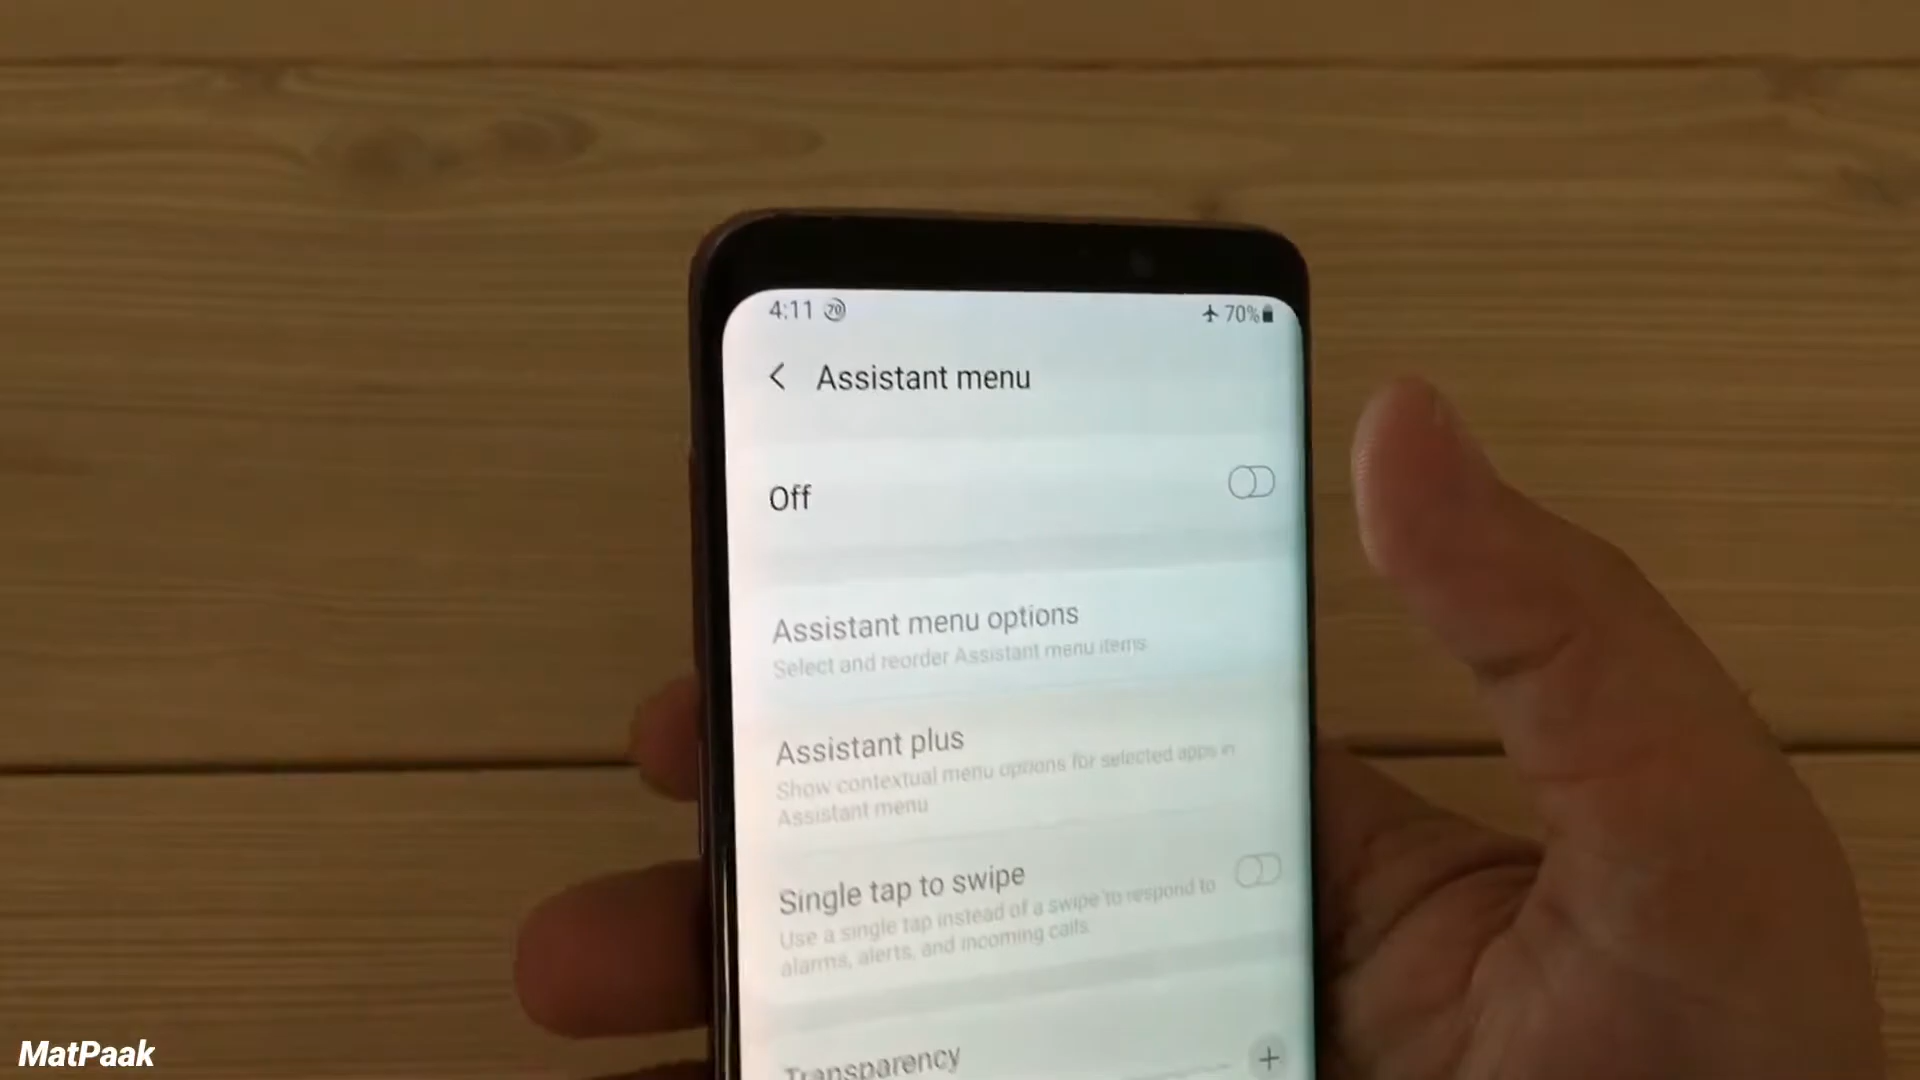 4:11 70 70%
Assistant menu
Off
Assistant menu options
Select and reorder Assistant menu items
Assistant plus
Show contextual menu options for selected apps in
Assistant menu
Single tap to swipe
Use a single tap instead of a swipe to respond to
alarms, alerts, and incoming calls.
Transparency
MatPaak